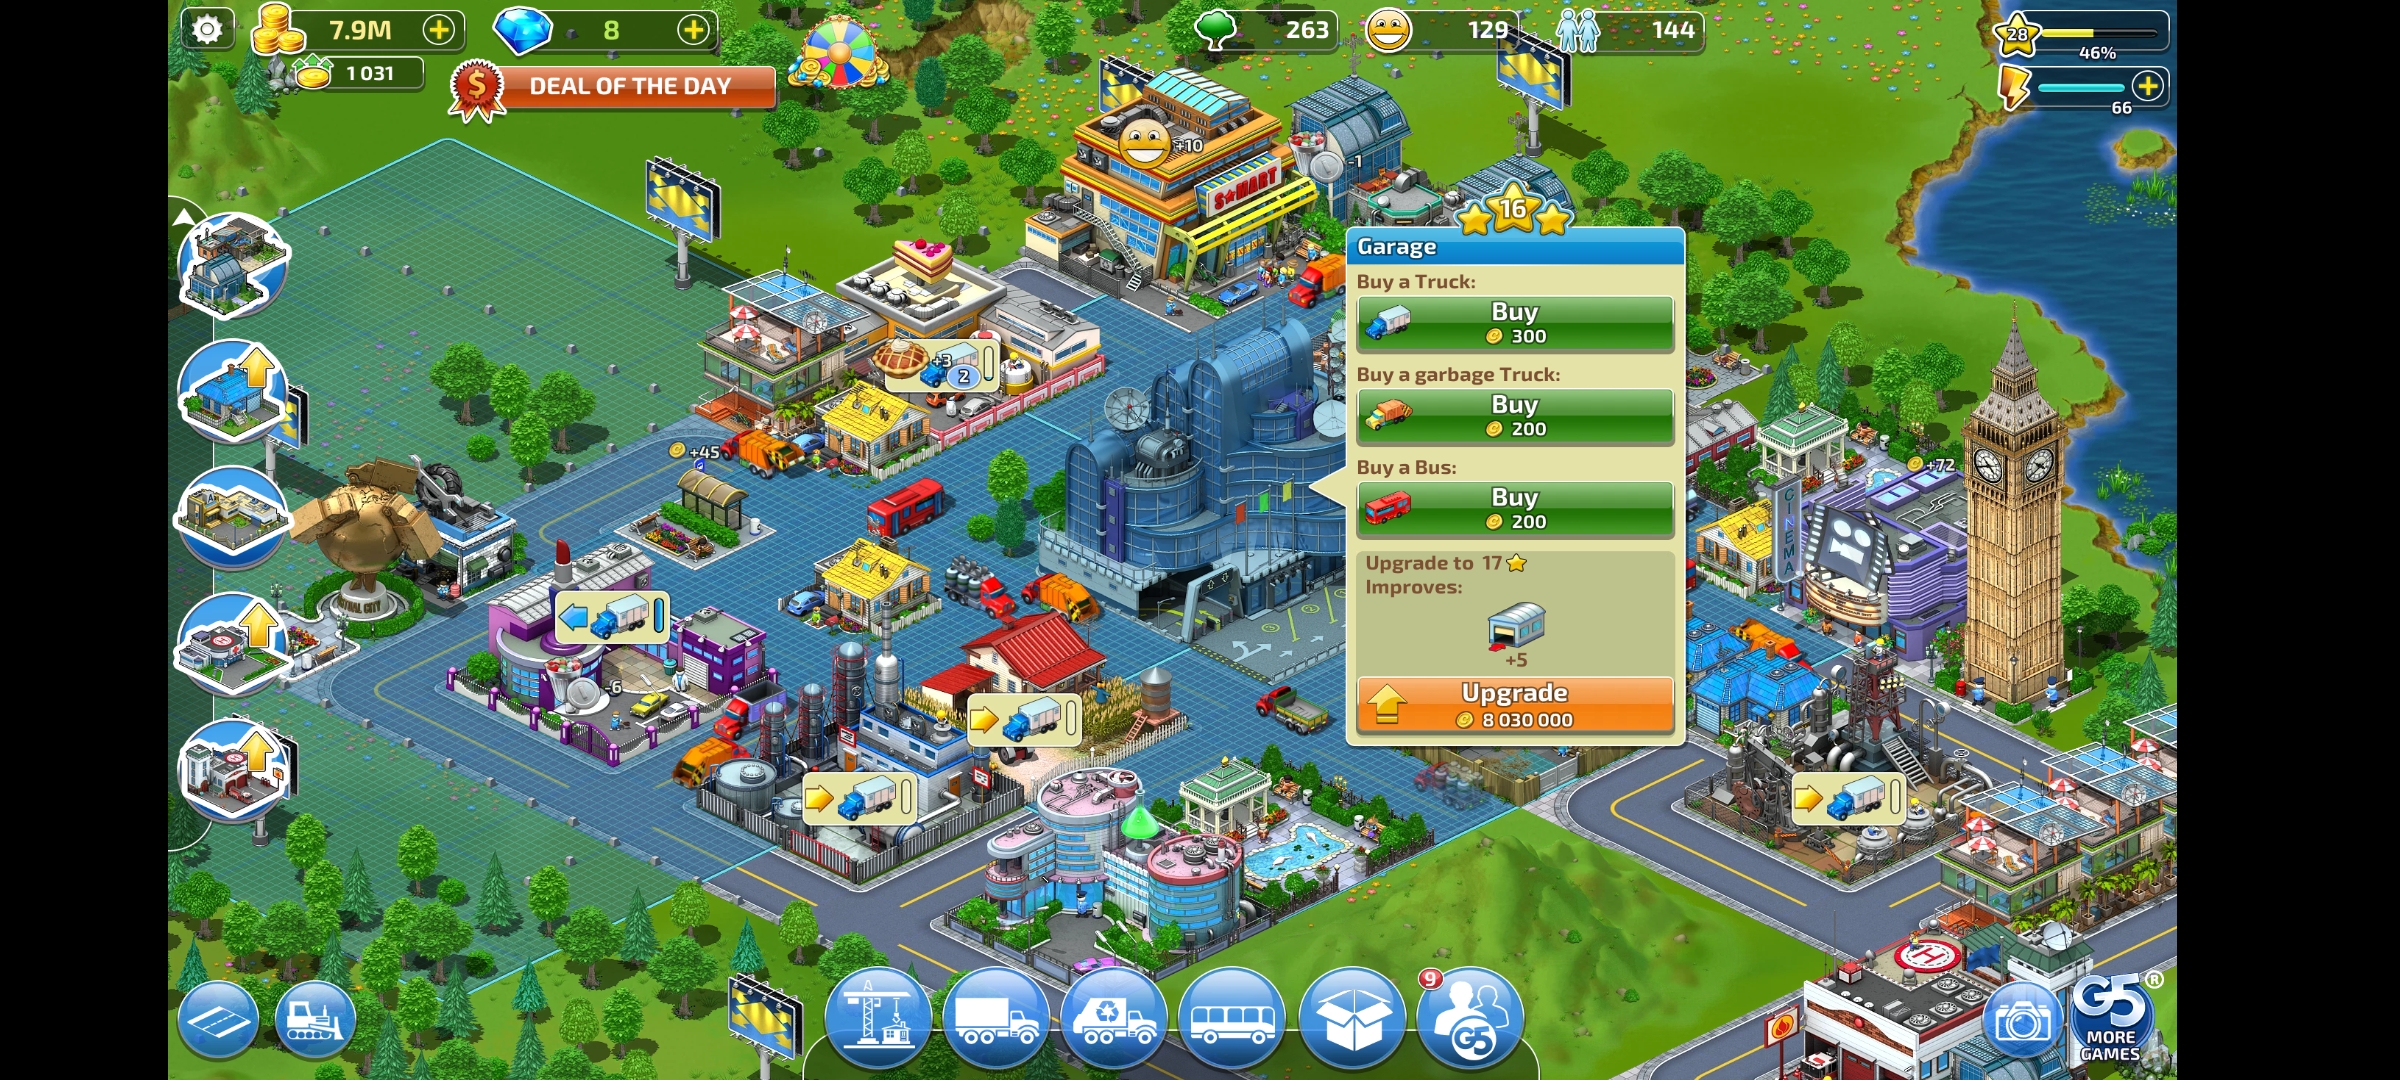 7.9M
8
263
129
144
28
46%
1 031
DEAL OF THE DAY
66
+10
-1
S★MART
16
Garage
Buy a Truck:
Buy
300
Buy a garbage Truck:
Buy
200
Buy a Bus:
Buy
200
Upgrade to 17
Improves:
+5
Upgrade
8 030 000
+3
2
+45
+72
CINEMA
-6
H
9
G5
G5®
MORE
GAMES